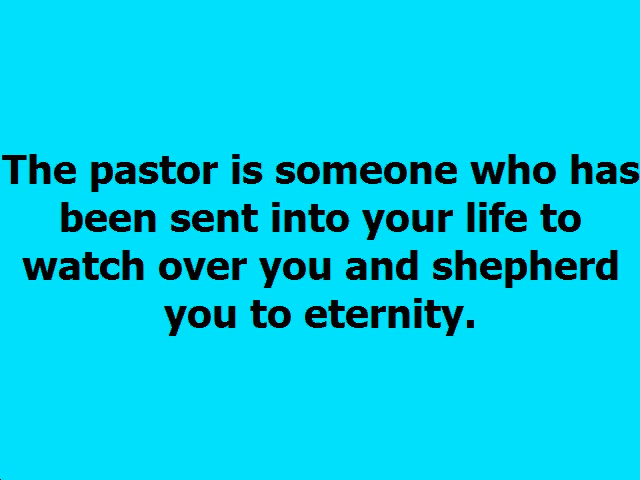 The pastor is someone who has
been sent into your life to
watch over you and shepherd
you to eternity.